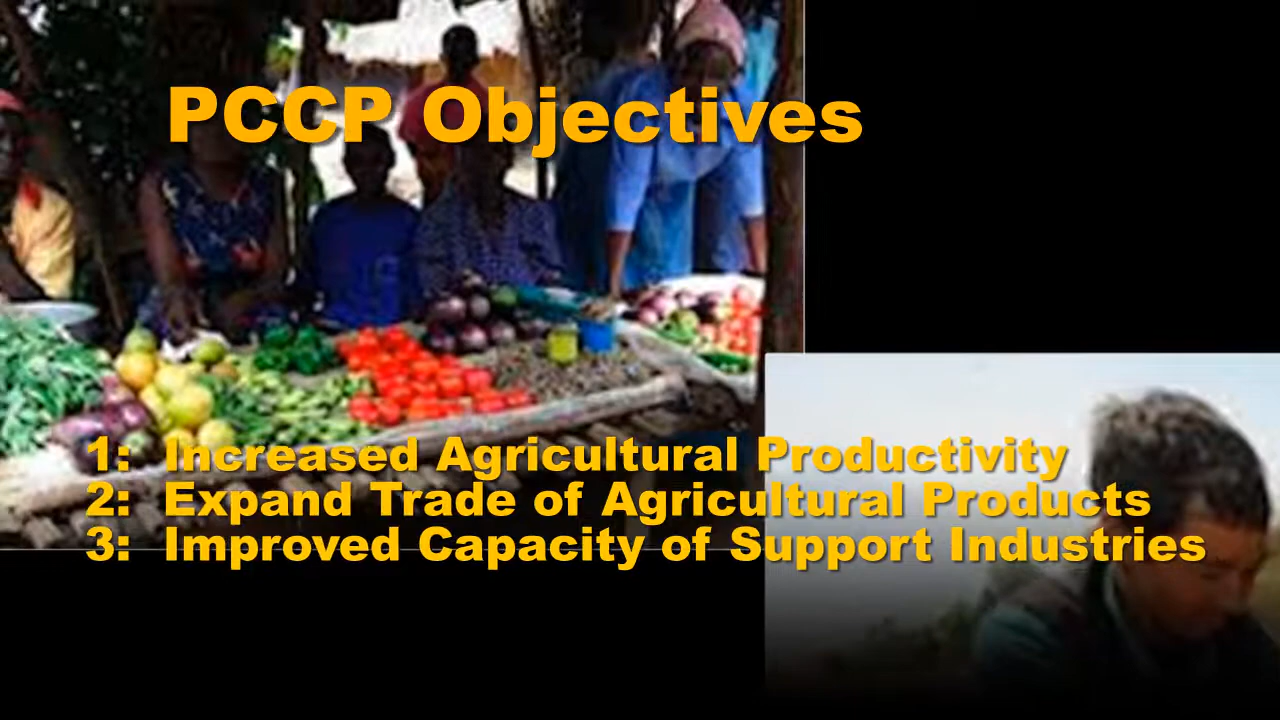 PCCP Objectives
1: Increased Agricultural Productivity
2: Expand Trade of Agricultural Products
3: Improved Capacity of Support Industries